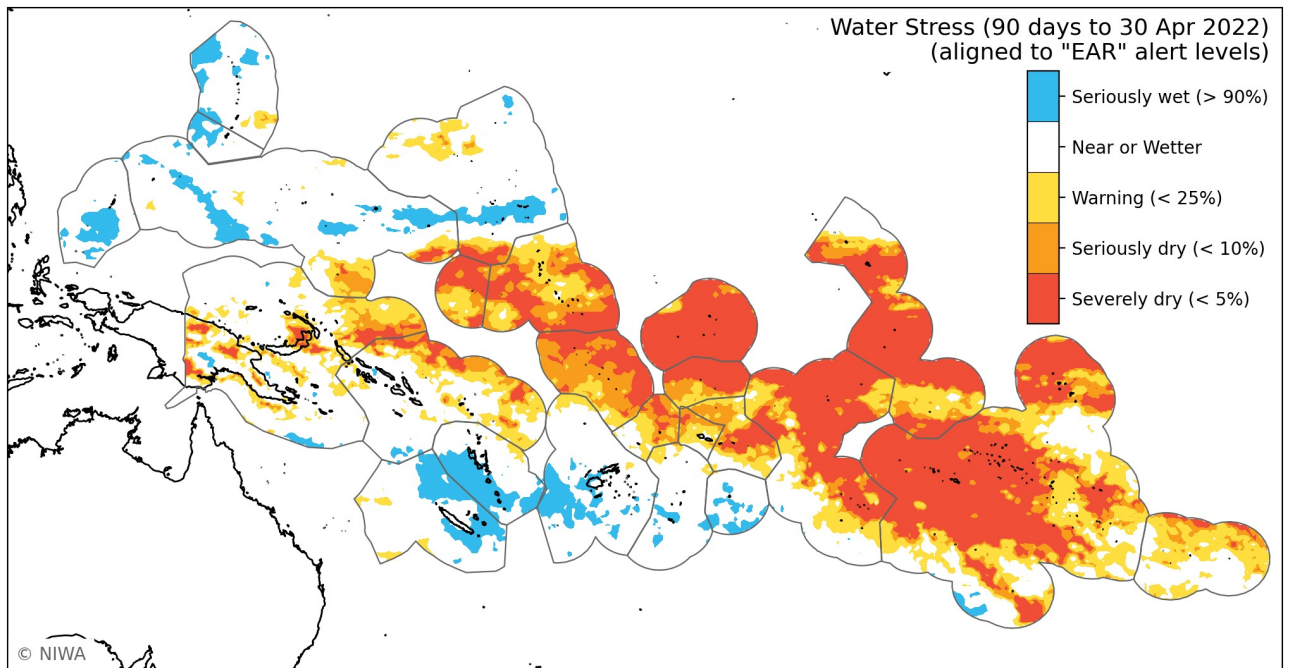 Water Stress (90 days to 30 Apr 2022)
(aligned to "EAR" alert levels)
Seriously wet (> 90%)
Near or Wetter
Warning (< 25%)
Seriously dry (< 10%)
Severely dry (< 5%)
© NIWA